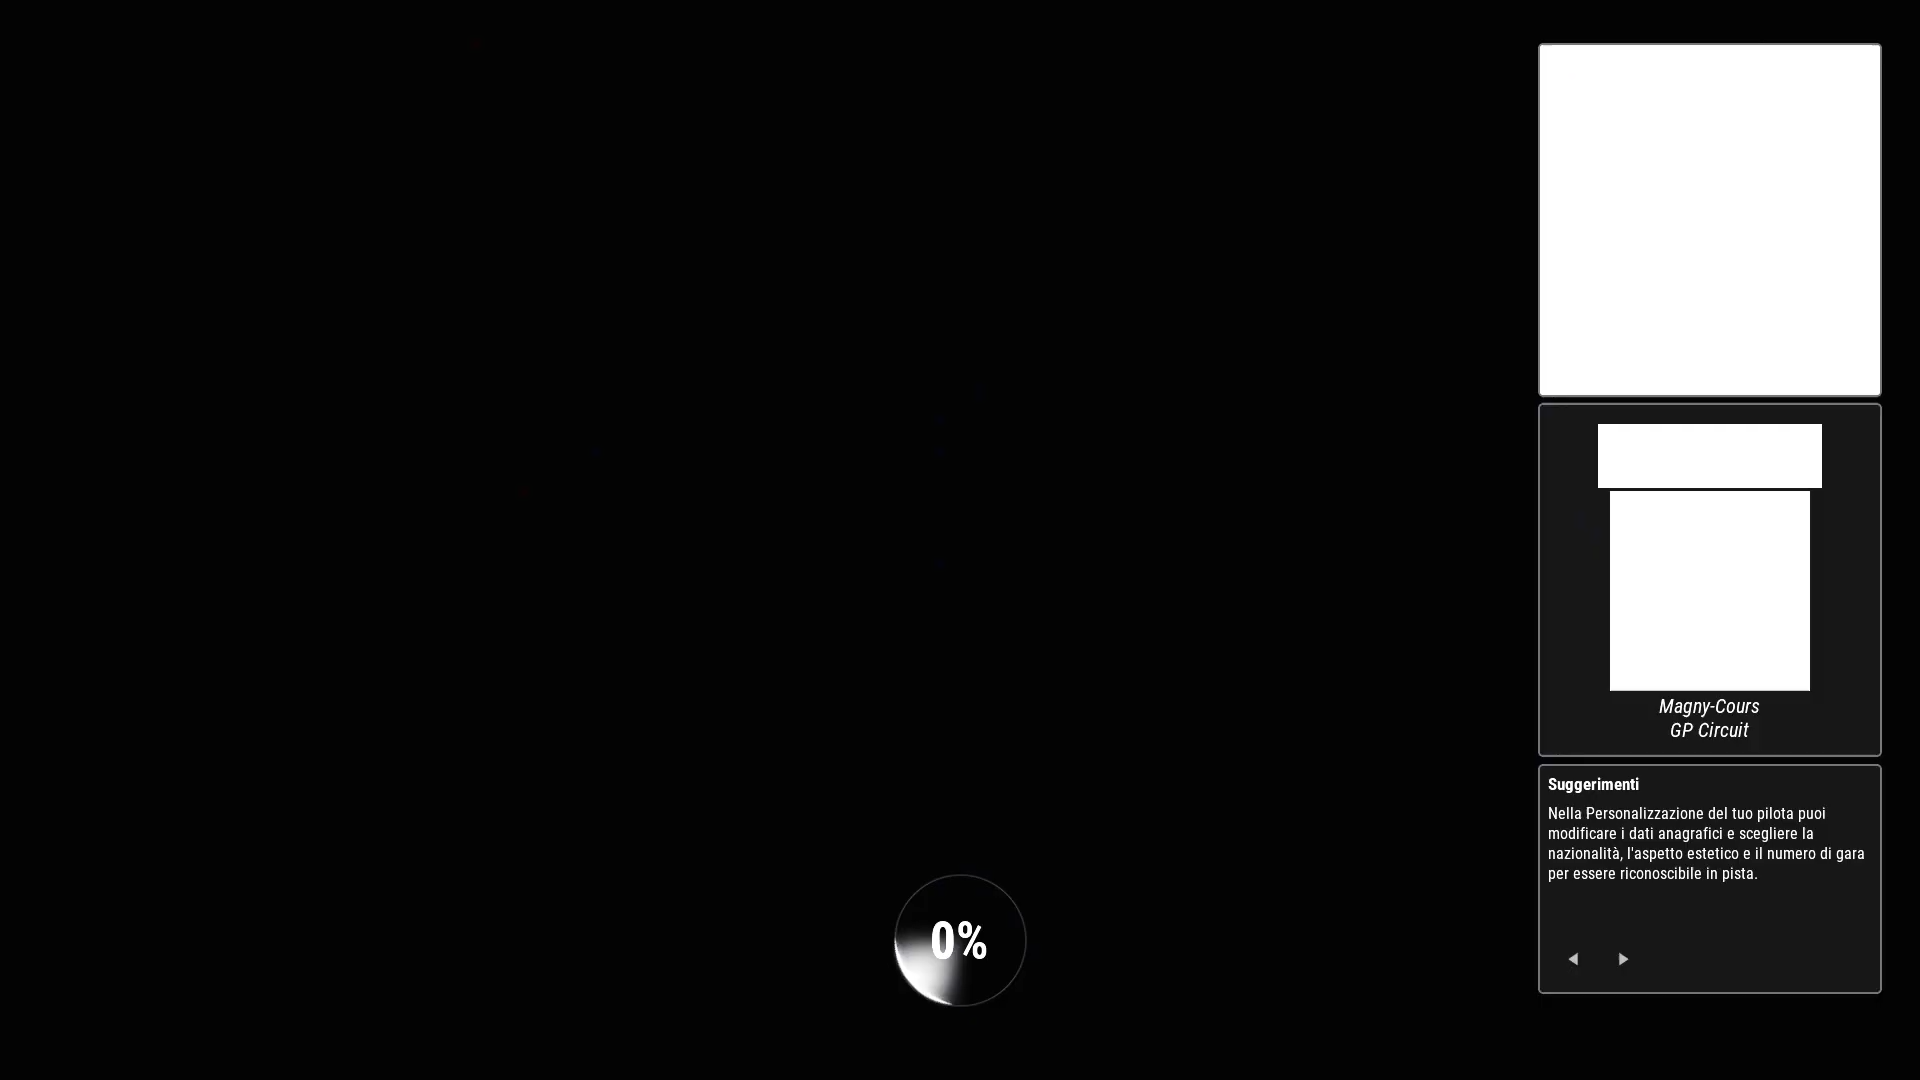 Magny-Cours
GP Circuit
Suggerimenti
Nella Personalizzazione del tuo pilota puoi
modificare i dati anagrafici e scegliere la
nazionalità, l'aspetto estetico e il numero di gara
per essere riconoscibile in pista.
0%